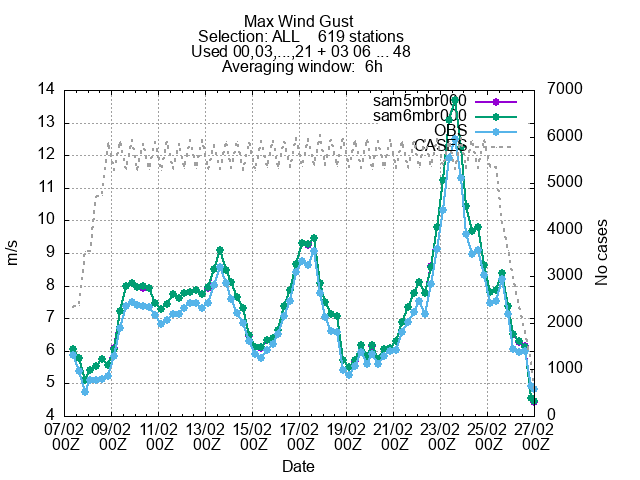 Max Wind Gust
Selection: ALL    619 stations
Used 00,03,...,21 + 03 06 ... 48
Averaging window:  6h
14
13
12
11
10
9
8
7
6
5
4
m/s
7000
6000
5000
4000
3000
2000
1000
0
No cases
sam5mbr000
sam6mbr000
OBS
CASES
07/02 09/02 11/02 13/02 15/02 17/02 19/02 21/02 23/02 25/02 27/02
00Z 00Z 00Z 00Z 00Z 00Z 00Z 00Z 00Z 00Z 00Z
Date